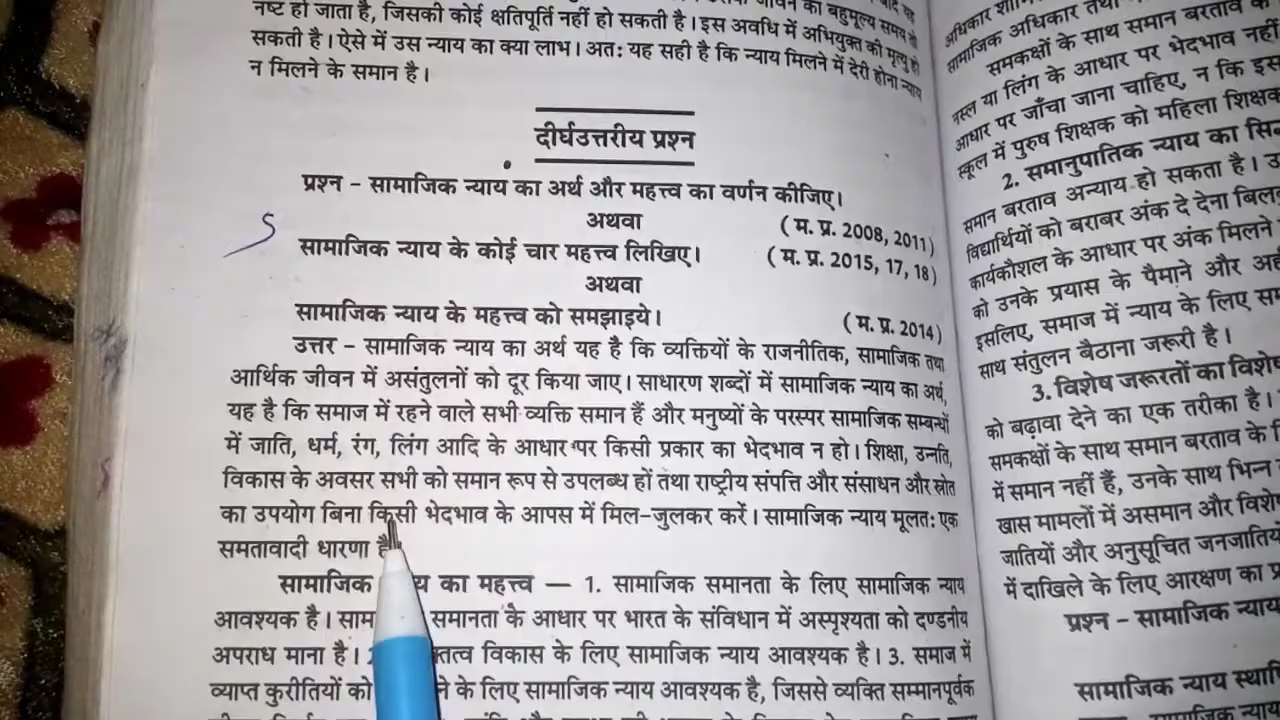 जीवन का बहुमूल्य समय
नष्ट हो जाता है, जिसकी कोई क्षतिपूर्ति नहीं हो सकती है। इस अवधि में अभियुक्त की मृत्यु हो
सकती है। ऐसे में उस न्याय का क्या लाभ। अतः यह सही है कि न्याय मिलने में देरी होना न्याय
न मिलने के समान है।
दीर्घउत्तरीय प्रश्न
प्रश्न – सामाजिक न्याय का अर्थ और महत्त्व का वर्णन कीजिए।
(म. प्र. 2008, 2011)
अथवा
सामाजिक न्याय के कोई चार महत्त्व लिखिए। (म. प्र. 2015, 17, 18)
अथवा
सामाजिक न्याय के महत्त्व को समझाइये। (म. प्र. 2014)
उत्तर – सामाजिक न्याय का अर्थ यह है कि व्यक्तियों के राजनीतिक, सामाजिक तथा
आर्थिक जीवन में असंतुलनों को दूर किया जाए। साधारण शब्दों में सामाजिक न्याय का अर्थ,
यह है कि समाज में रहने वाले सभी व्यक्ति समान हैं और मनुष्यों के परस्पर सामाजिक सम्बन्धों
में जाति, धर्म, रंग, लिंग आदि के आधार पर किसी प्रकार का भेदभाव न हो। शिक्षा, उन्नति,
विकास के अवसर सभी को समान रूप से उपलब्ध हों तथा राष्ट्रीय संपत्ति और संसाधन और स्रोत
का उपयोग बिना किसी भेदभाव के आपस में मिल-जुलकर करें। सामाजिक न्याय मूलतः एक
समतावादी धारणा है
सामाजिक का महत्त्व — 1. सामाजिक समानता के लिए सामाजिक न्याय
आवश्यक है। समानता के आधार पर भारत के संविधान में अस्पृश्यता को दण्डनीय
अपराध माना है। विकास के लिए सामाजिक न्याय आवश्यक है। 3. समाज में
व्याप्त कुरीतियों को के लिए सामाजिक न्याय आवश्यक है, जिससे व्यक्ति सम्मानपूर्वक
अधिकार
सामाजिक अधिकार तथा
समकक्षों के साथ समान बरताव के
नस्ल या लिंग के आधार पर भेदभाव नहीं
आधार पर जाँचा जाना चाहिए, न कि इस
स्कूल में पुरुष शिक्षक को महिला शिक्षक
2. समानुपातिक न्याय का
समान बरताव अन्याय हो सकता है।
विद्यार्थियों को बराबर अंक दे देना
कार्यकौशल के आधार पर अंक मिलने
को उनके प्रयास के पैमाने और
इसलिए, समाज में न्याय के लिए
साथ संतुलन बैठाना जरूरी है।
3. विशेष जरूरतों का
को बढ़ावा देने का एक तरीका है।
समकक्षों के साथ समान बरताव के
में समान नहीं हैं, उनके साथ भिन्न
खास मामलों में असमान और
जातियों और अनुसूचित
में दाखिले के लिए आरक्षण का
प्रश्न – सामाजिक न्याय
सामाजिक न्याय